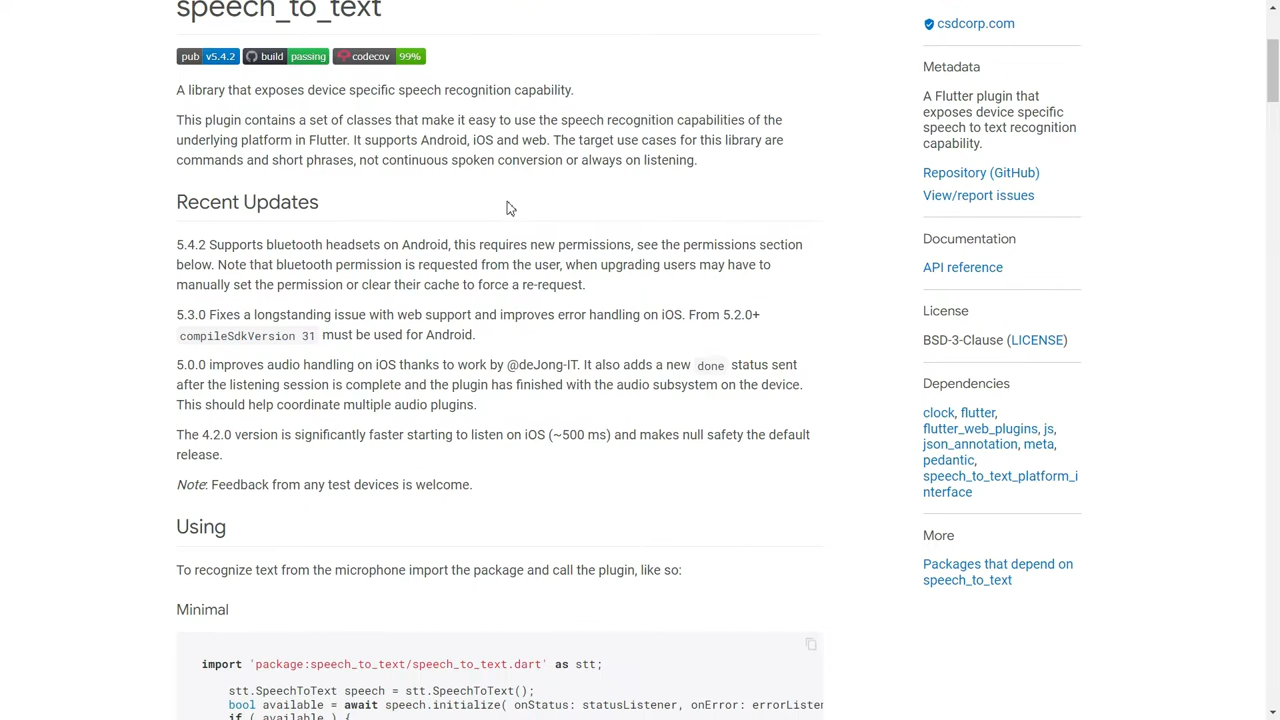 speech_to_text
pub v5.4.2 build passing codecov 99%
A library that exposes device specific speech recognition capability.
This plugin contains a set of classes that make it easy to use the speech recognition capabilities of the
underlying platform in Flutter. It supports Android, iOS and web. The target use cases for this library are
commands and short phrases, not continuous spoken conversion or always on listening.
Recent Updates
5.4.2 Supports bluetooth headsets on Android, this requires new permissions, see the permissions section
below. Note that bluetooth permission is requested from the user, when upgrading users may have to
manually set the permission or clear their cache to force a re-request.
5.3.0 Fixes a longstanding issue with web support and improves error handling on iOS. From 5.2.0+
compileSdkVersion 31 must be used for Android.
5.0.0 improves audio handling on iOS thanks to work by @deJong-IT. It also adds a new done status sent
after the listening session is complete and the plugin has finished with the audio subsystem on the device.
This should help coordinate multiple audio plugins.
The 4.2.0 version is significantly faster starting to listen on iOS (~500 ms) and makes null safety the default
release.
Note: Feedback from any test devices is welcome.
Using
To recognize text from the microphone import the package and call the plugin, like so:
Minimal
import 'package:speech_to_text/speech_to_text.dart' as stt;
stt.SpeechToText speech = stt.SpeechToText();
bool available = await speech.initialize( onStatus: statusListener, onError: errorListen
if ( available ) {
csdcorp.com
Metadata
A Flutter plugin that
exposes device specific
speech to text recognition
capability.
Repository (GitHub)
View/report issues
Documentation
API reference
License
BSD-3-Clause (LICENSE)
Dependencies
clock, flutter,
flutter_web_plugins, js,
json_annotation, meta,
pedantic,
speech_to_text_platform_i
nterface
More
Packages that depend on
speech_to_text